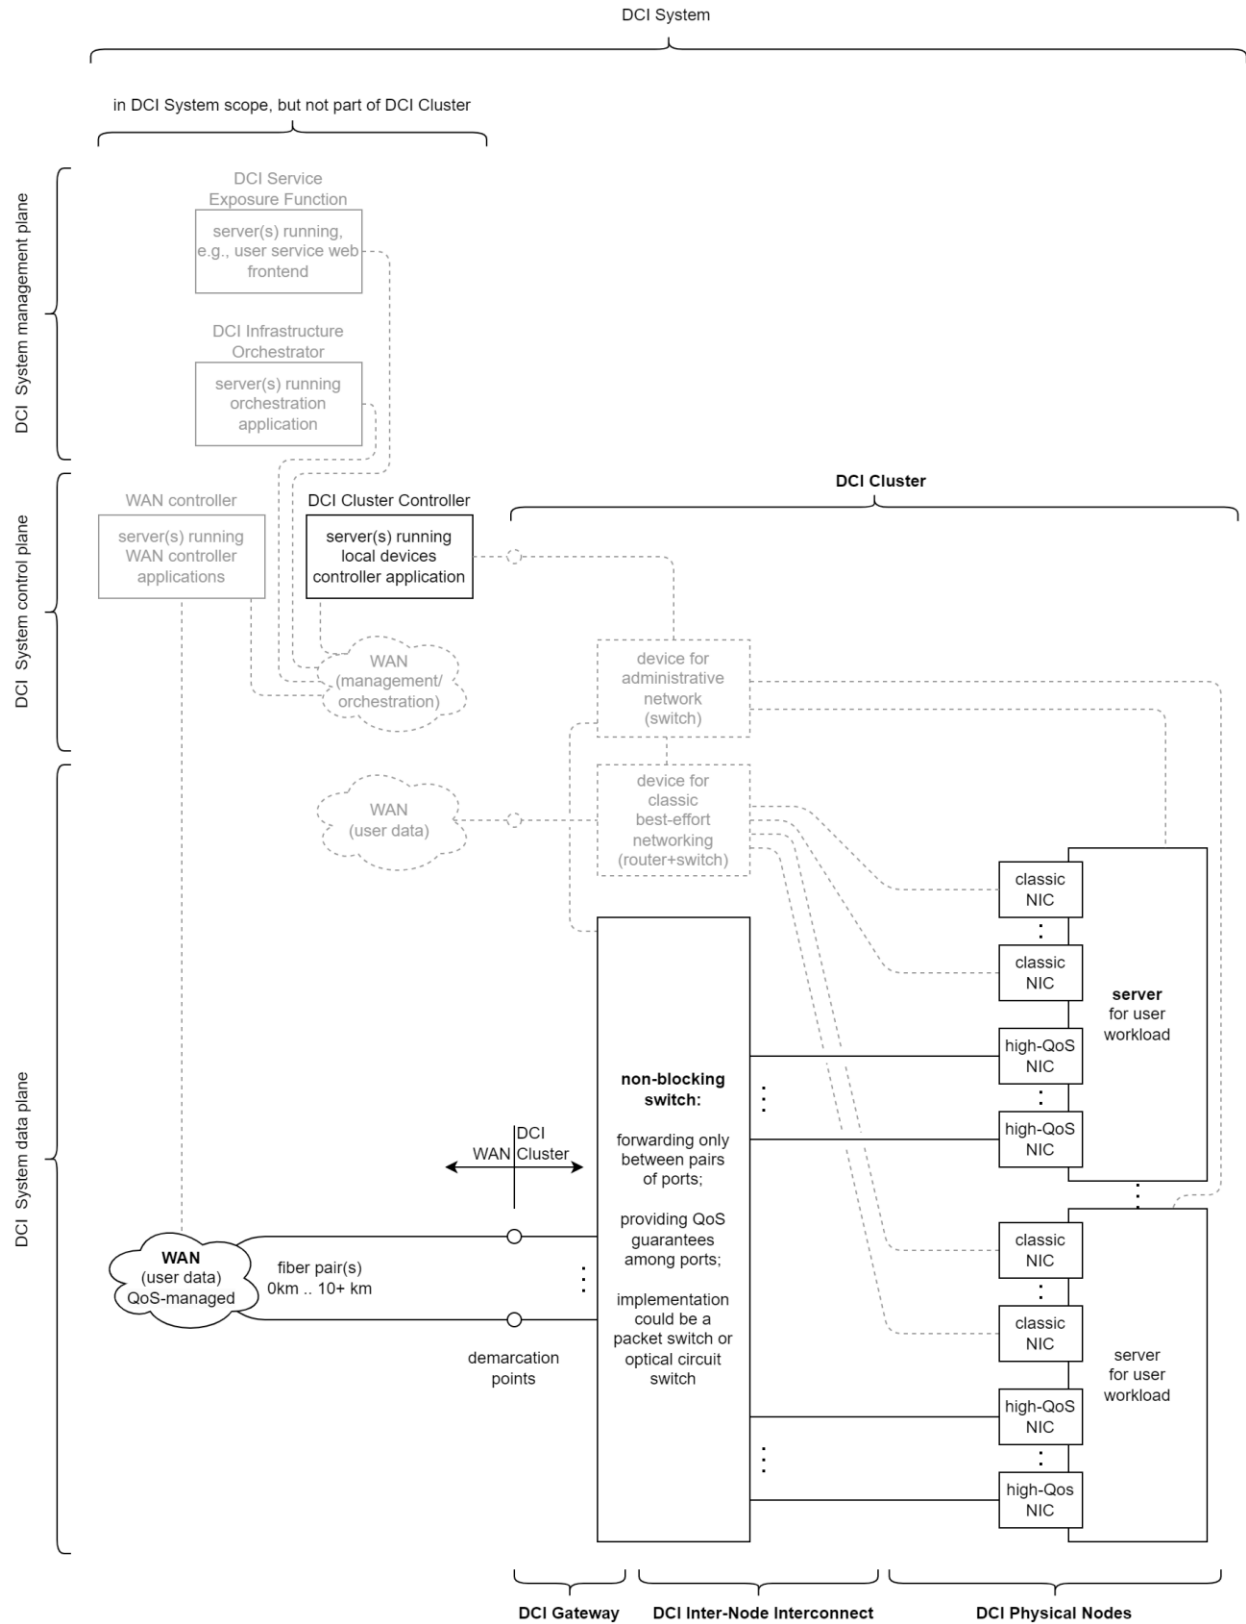 DCI System
in DCI System scope, but not part of DCI Cluster
DCI System management plane
DCI Service
Exposure Function
server(s) running,
e.g., user service web
frontend
DCI Infrastructure
Orchestrator
server(s) running
orchestration
application
DCI System control plane
WAN controller
server(s) running
WAN controller
applications
DCI Cluster Controller
server(s) running
local devices
controller application
DCI Cluster
WAN
(management/
orchestration)
device for
administrative
network
(switch)
DCI System data plane
WAN
(user data)
device for
classic
best-effort
networking
(router+switch)
classic
NIC
classic
NIC
high-QoS
NIC
high-QoS
NIC
server
for user
workload
non-blocking
switch:
forwarding only
between pairs
of ports;
providing QoS
guarantees
among ports;
implementation
could be a
packet switch or
optical circuit
switch
WAN
DCI
Cluster
WAN
(user data)
QoS-managed
fiber pair(s)
0km .. 10+ km
demarcation
points
classic
NIC
classic
NIC
high-QoS
NIC
high-Qos
NIC
server
for user
workload
DCI Gateway
DCI Inter-Node Interconnect
DCI Physical Nodes